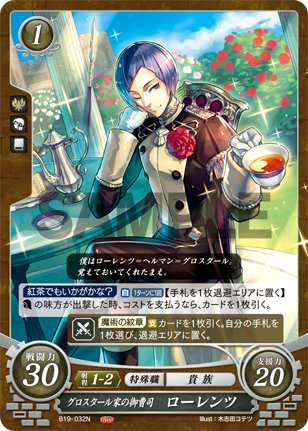 1
SAMPLE
僕はローレンツ=ヘルマン=グロスタール。
覚えておいてくれたまえ。
紅茶でもいかがかな? 自 1ターンに1回 【手札を1枚退避エリアに置く】
の味方が出撃した時、コストを支払うなら、カードを1枚引く。
魔術の紋章 支 カードを1枚引く。自分の手札
を1枚選び、退避エリアに置く。
戦闘力
30
射程 1-2 特殊職 貴族
支援力
20
グロスタール家の御曹司 ローレンツ
B19-032N
Illust:木志田コテツ